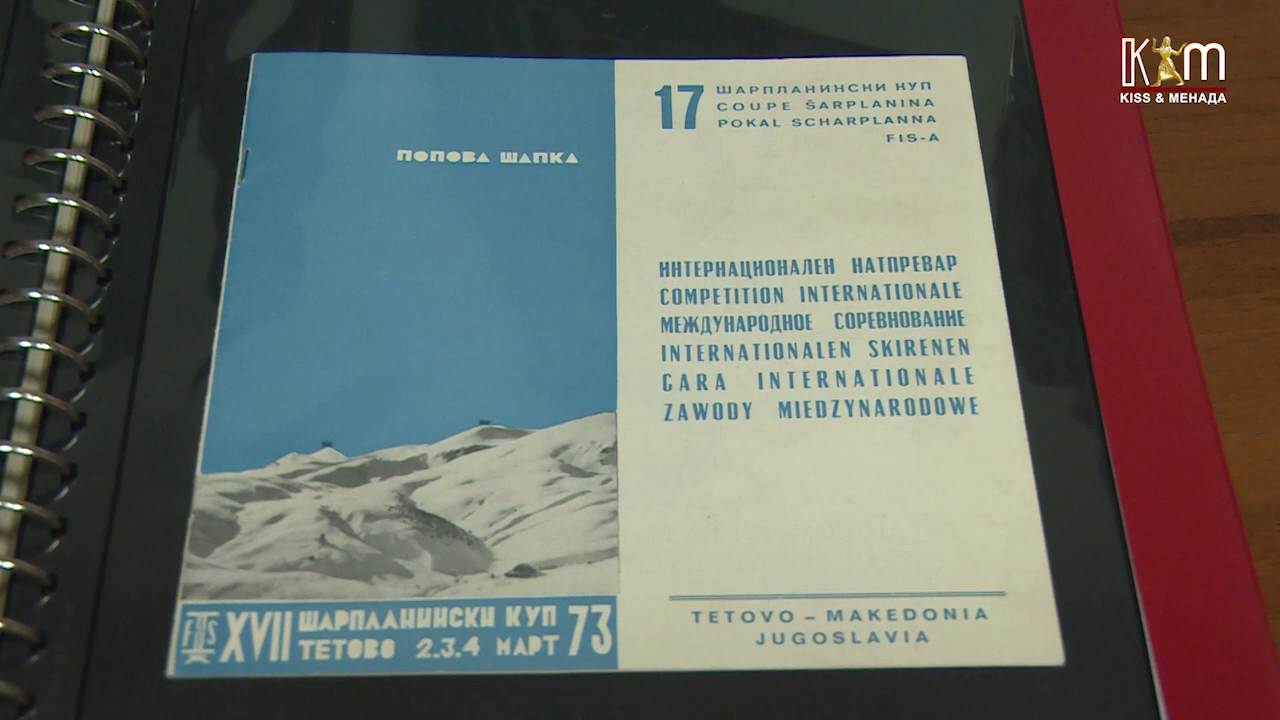 KM
KISS & МЕНАДА
ПОПОВА ШАПКА
XVII ШАРПЛАНИНСКИ КУП 73
ТЕТОВО 2.3.4 МАРТ
FIS
17 ШАРПЛАНИНСКИ КУП
COUPE ŠARPLANINA
POKAL SCHARPLANNA
FIS-A
ИНТЕРНАЦИОНАЛЕН НАТПРЕВАР
COMPETITION INTERNATIONALE
МЕЖДУНАРОДНОЕ СОРЕВНОВАНИЕ
INTERNATIONALEN SKIRENEN
GARA INTERNATIONALE
ZAWODY MIEDZYNARODOWE
TETOVO – MAKEDONIA
JUGOSLAVIA